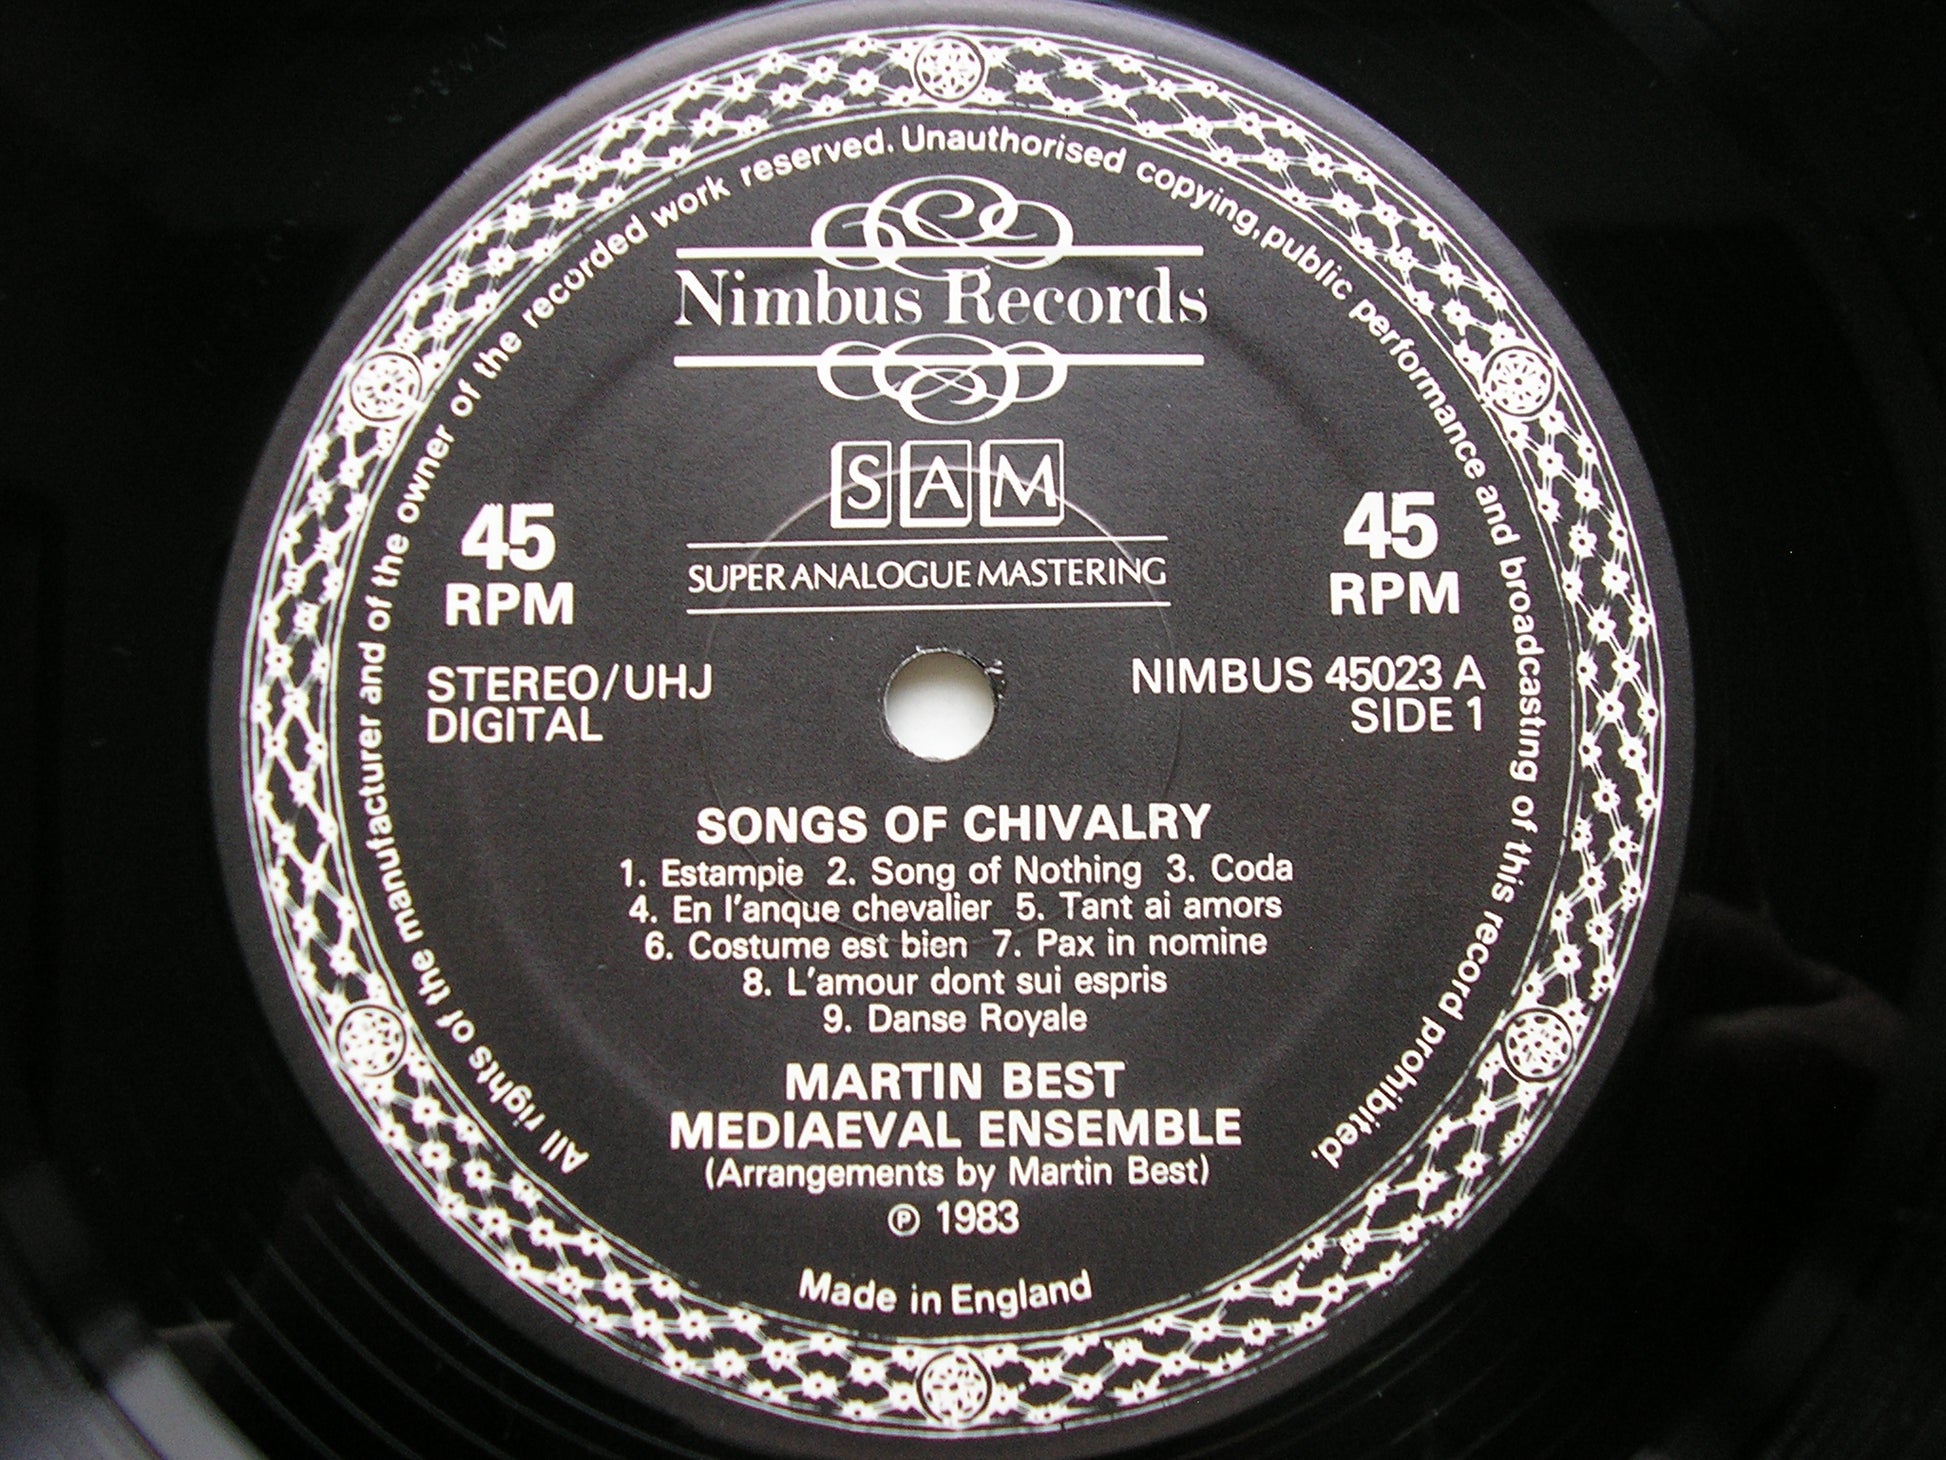 All rights of the manufacturer and of the owner of the recorded work reserved. Unauthorised copying, public performance and broadcasting of this record prohibited.
Nimbus Records
SAM
SUPER ANALOGUE MASTERING
45
RPM
45
RPM
STEREO/UHJ
DIGITAL
NIMBUS 45023 A
SIDE 1
SONGS OF CHIVALRY
1. Estampie 2. Song of Nothing 3. Coda
4. En l'anque chevalier 5. Tant ai amors
6. Costume est bien 7. Pax in nomine
8. L'amour dont sui espris
9. Danse Royale
MARTIN BEST
MEDIAEVAL ENSEMBLE
(Arrangements by Martin Best)
℗ 1983
Made in England